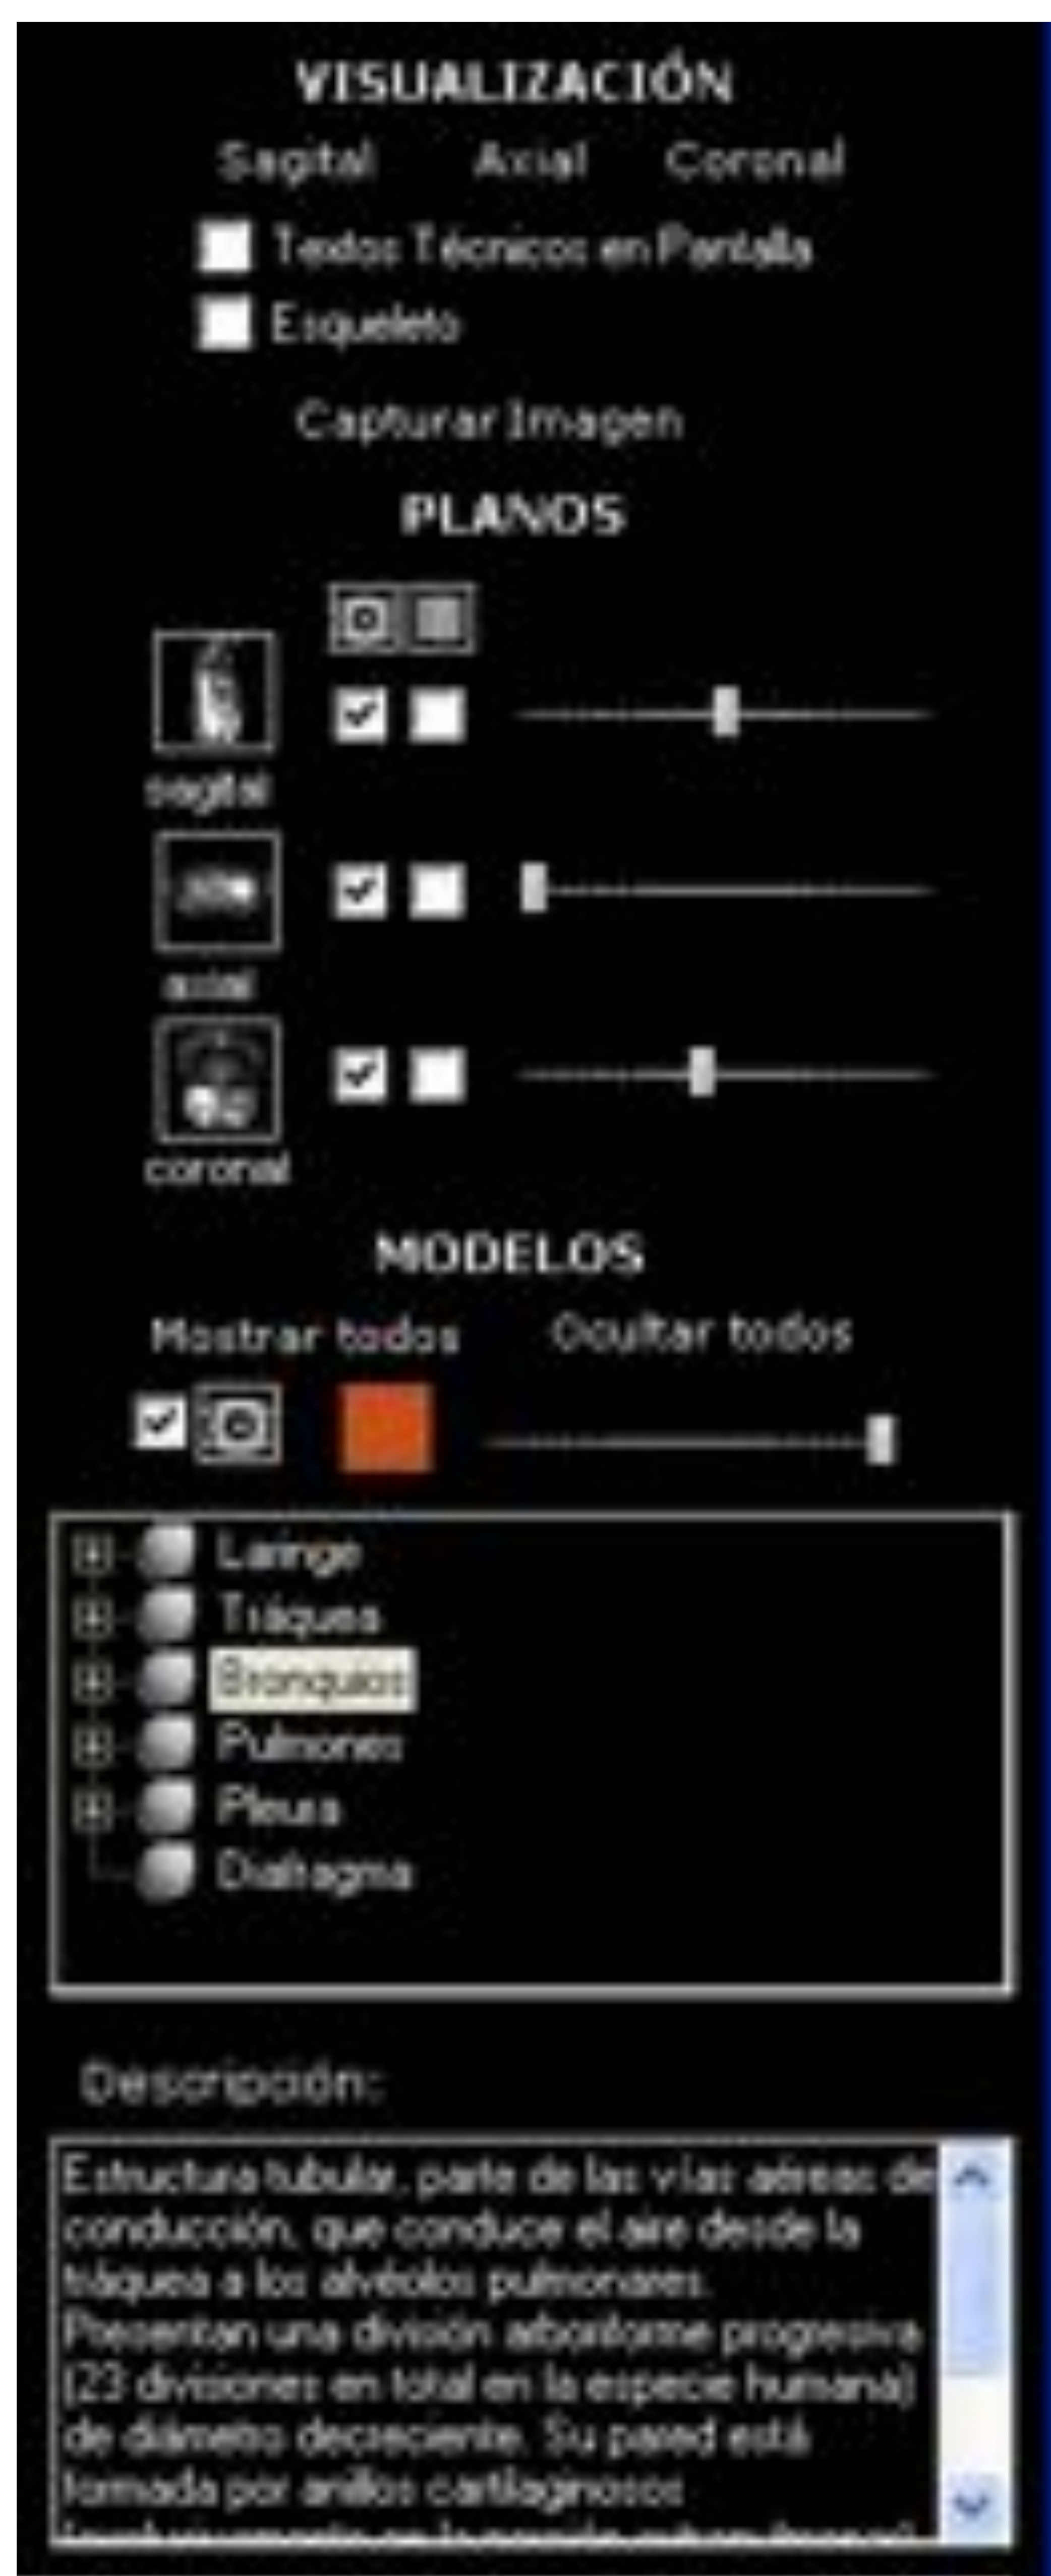 VISUALIZACIÓN
Sagital Axial Coronal
Textos Técnicos en Pantalla
Esqueleto
Capturar Imagen
PLANOS
sagital
axial
coronal
MODELOS
Mostrar todos Ocultar todos
Laringe
Tráquea
Bronquios
Pulmones
Pleura
Diafragma
Descripción:
Estructura tubular, parte de las vías aéreas de
conducción, que conduce el aire desde la
tráquea a los alvéolos pulmonares.
Presentan una división arboriforme progresiva
(23 divisiones en total en la especie humana)
de diámetro decreciente. Su pared está
formada por anillos cartilaginosos